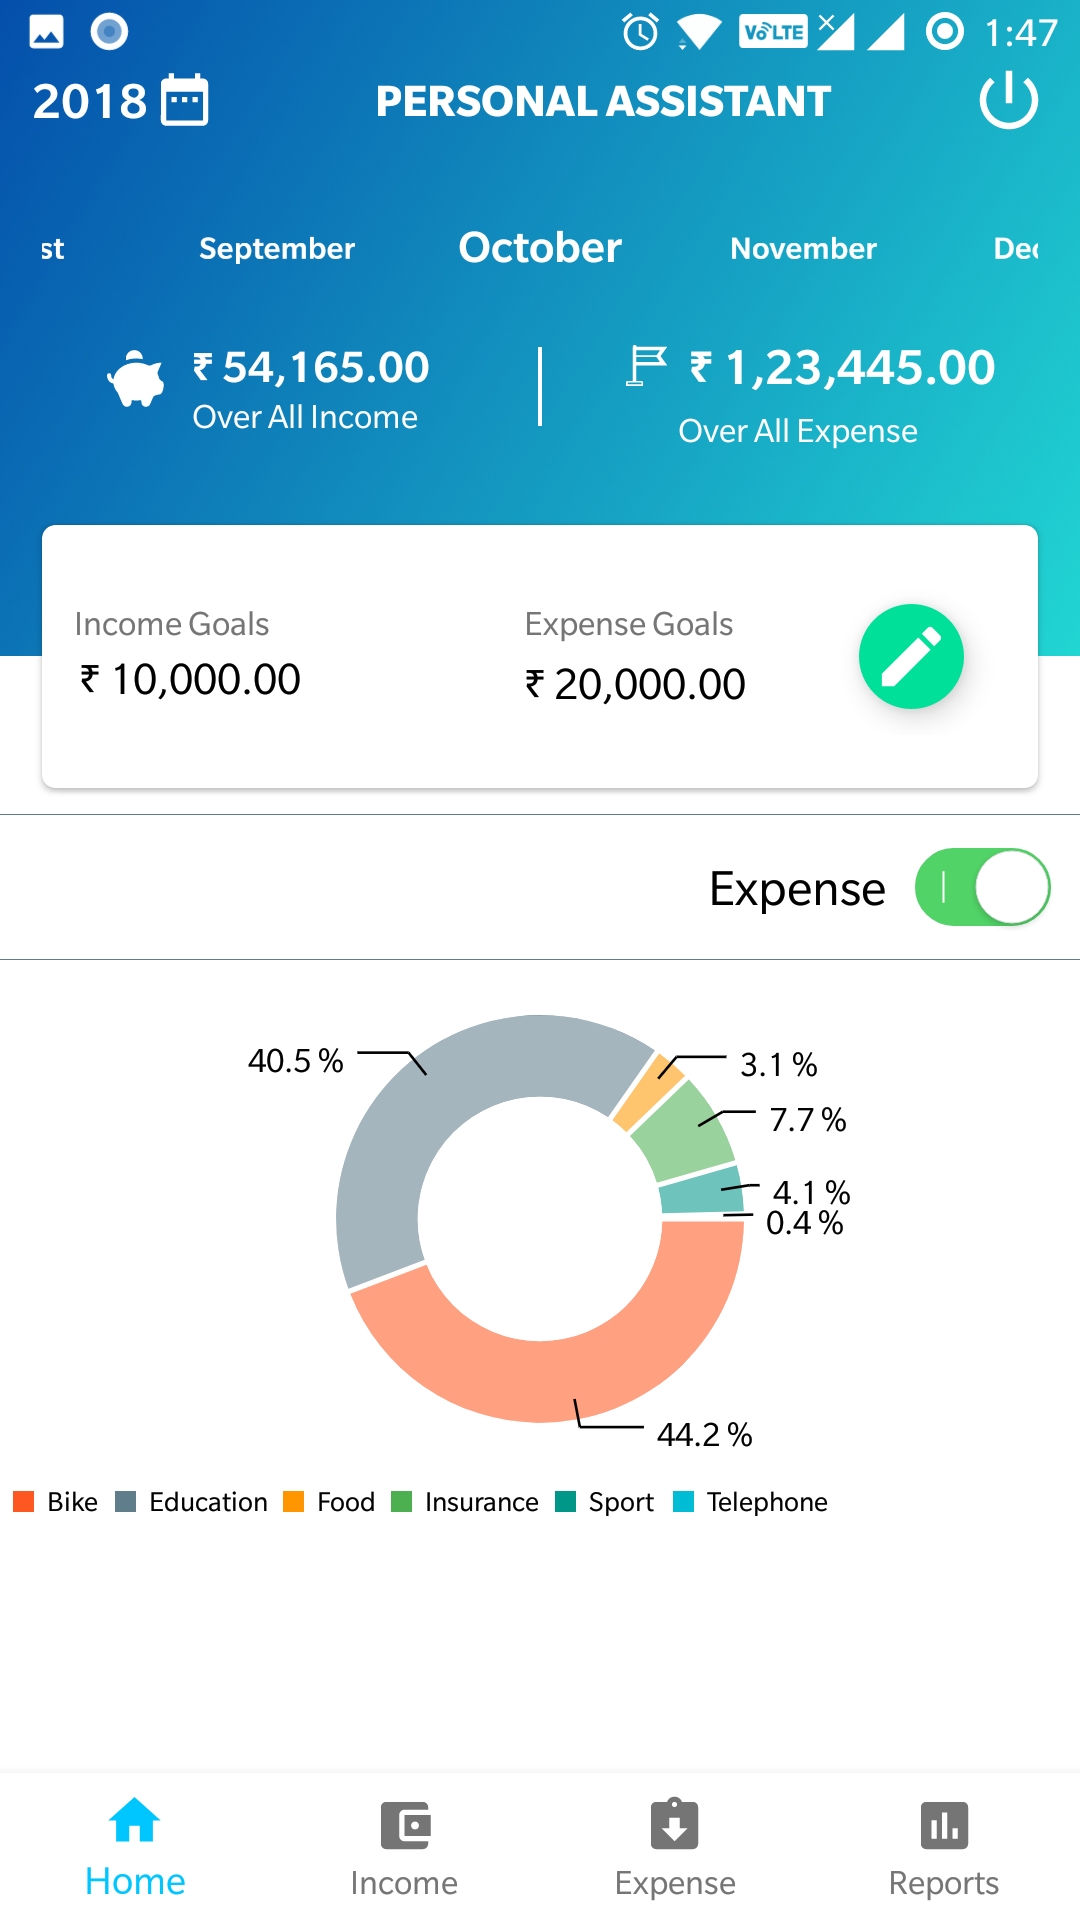 VoLTE 1:47
2018 PERSONAL ASSISTANT
st September October November Dec
₹ 54,165.00 ₹ 1,23,445.00
Over All Income Over All Expense
Income Goals Expense Goals
₹ 10,000.00 ₹ 20,000.00
Expense
40.5 % 3.1 %
7.7 %
4.1 %
0.4 %
44.2 %
Bike Education Food Insurance Sport Telephone
Home Income Expense Reports